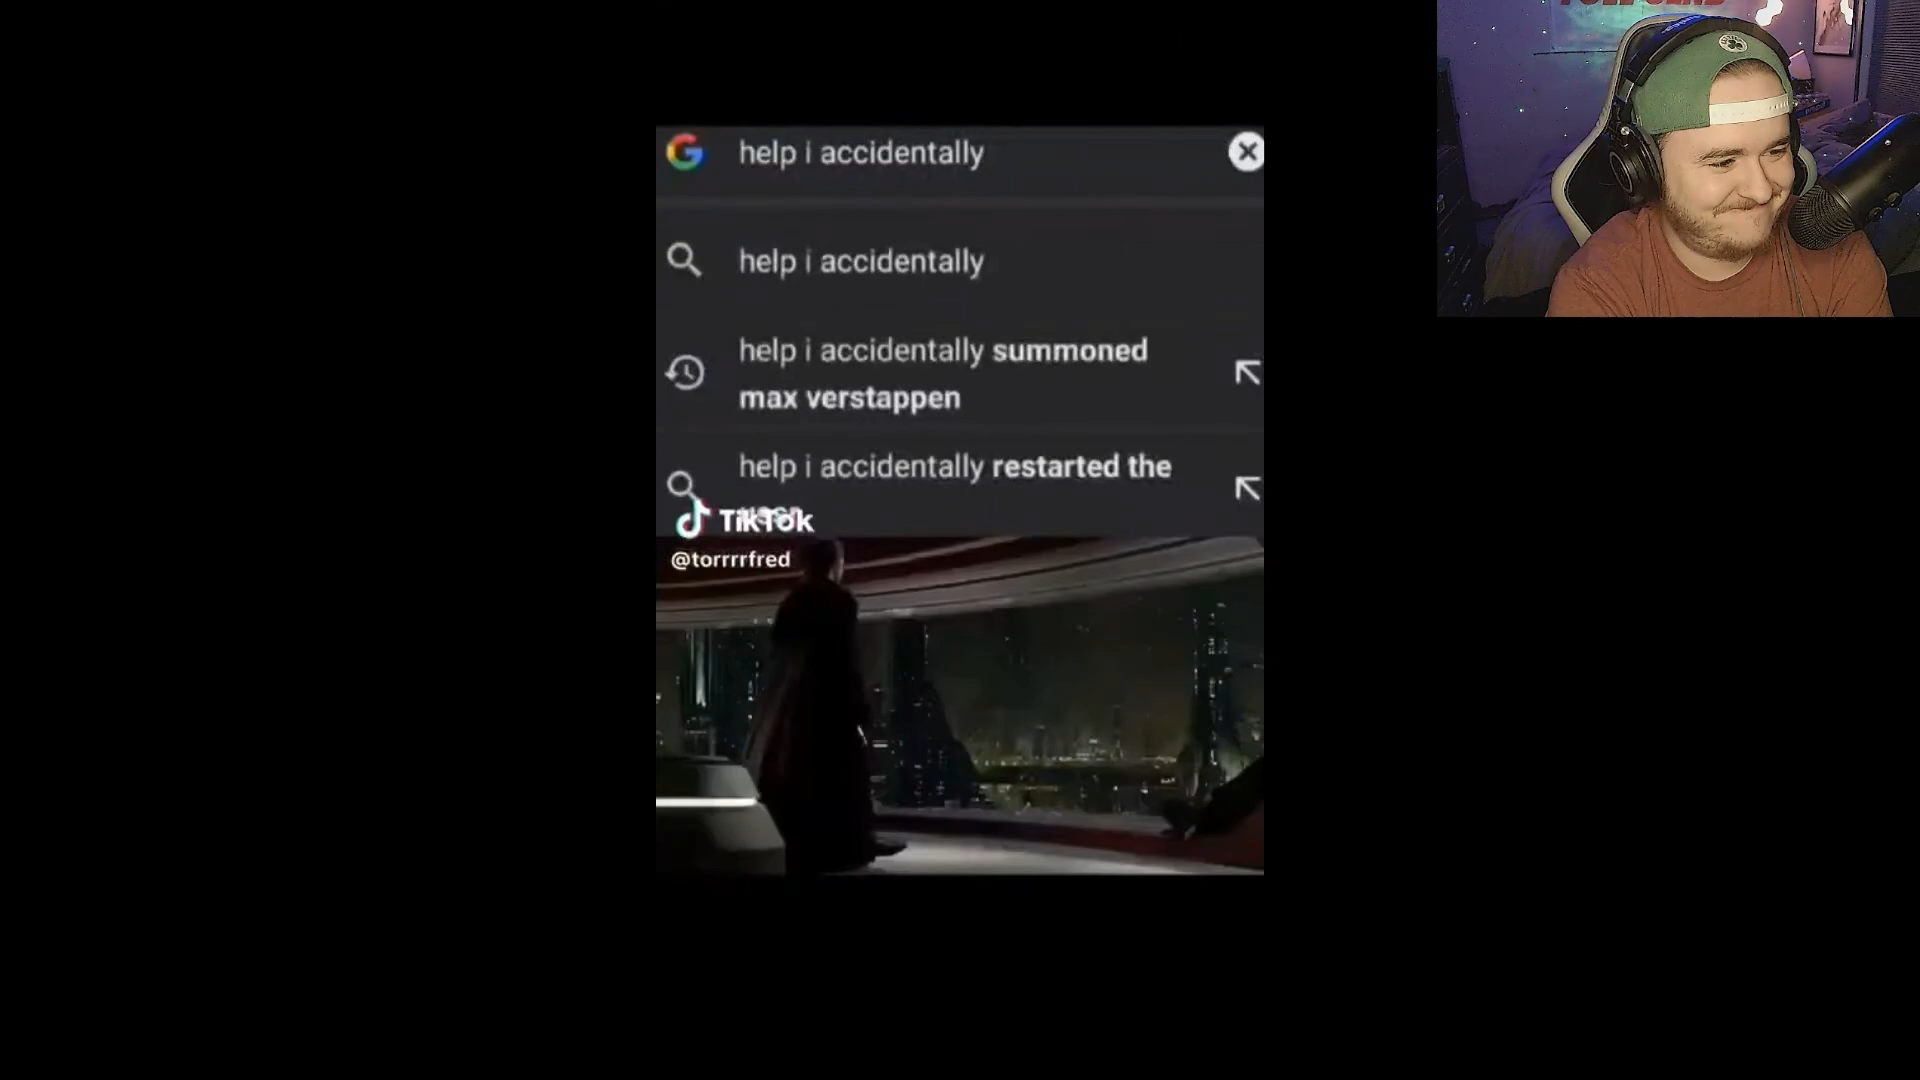 help i accidentally
help i accidentally
help i accidentally summoned
max verstappen
help i accidentally restarted the
TikTok
@torrrrfred